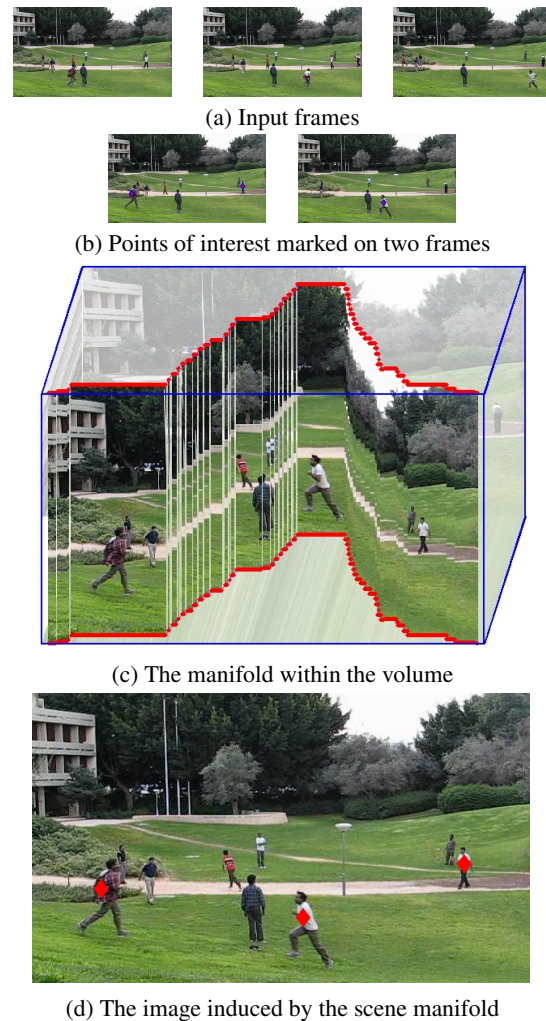 (a) Input frames
(b) Points of interest marked on two frames
(c) The manifold within the volume
(d) The image induced by the scene manifold